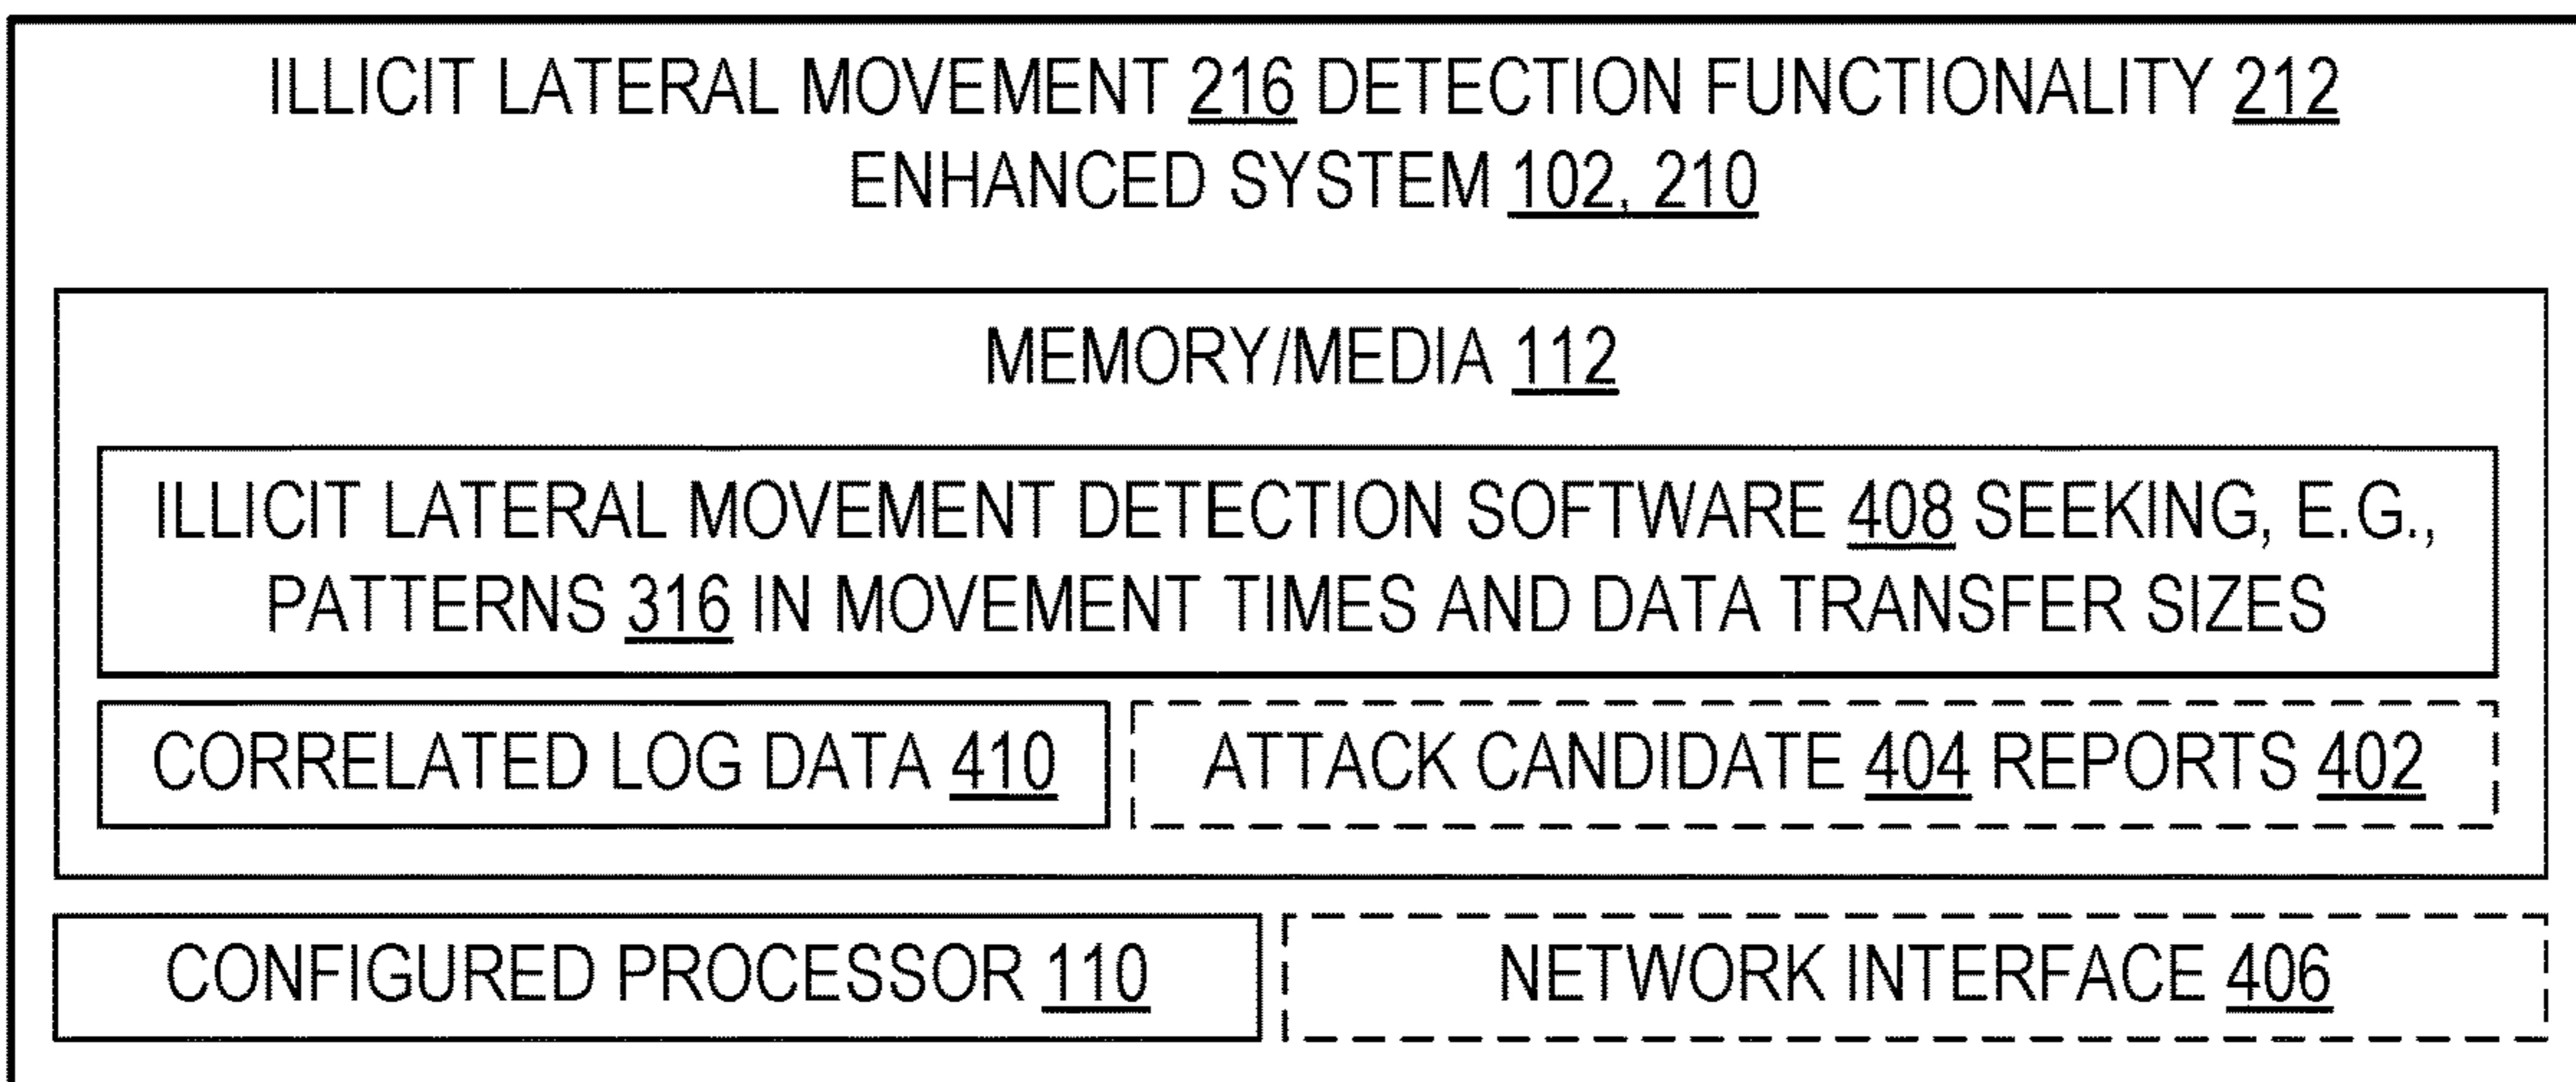 ILLICIT LATERAL MOVEMENT 216 DETECTION FUNCTIONALITY 212
ENHANCED SYSTEM 102, 210
MEMORY/MEDIA 112
ILLICIT LATERAL MOVEMENT DETECTION SOFTWARE 408 SEEKING, E.G.,
PATTERNS 316 IN MOVEMENT TIMES AND DATA TRANSFER SIZES
CORRELATED LOG DATA 410
ATTACK CANDIDATE 404 REPORTS 402
CONFIGURED PROCESSOR 110
NETWORK INTERFACE 406